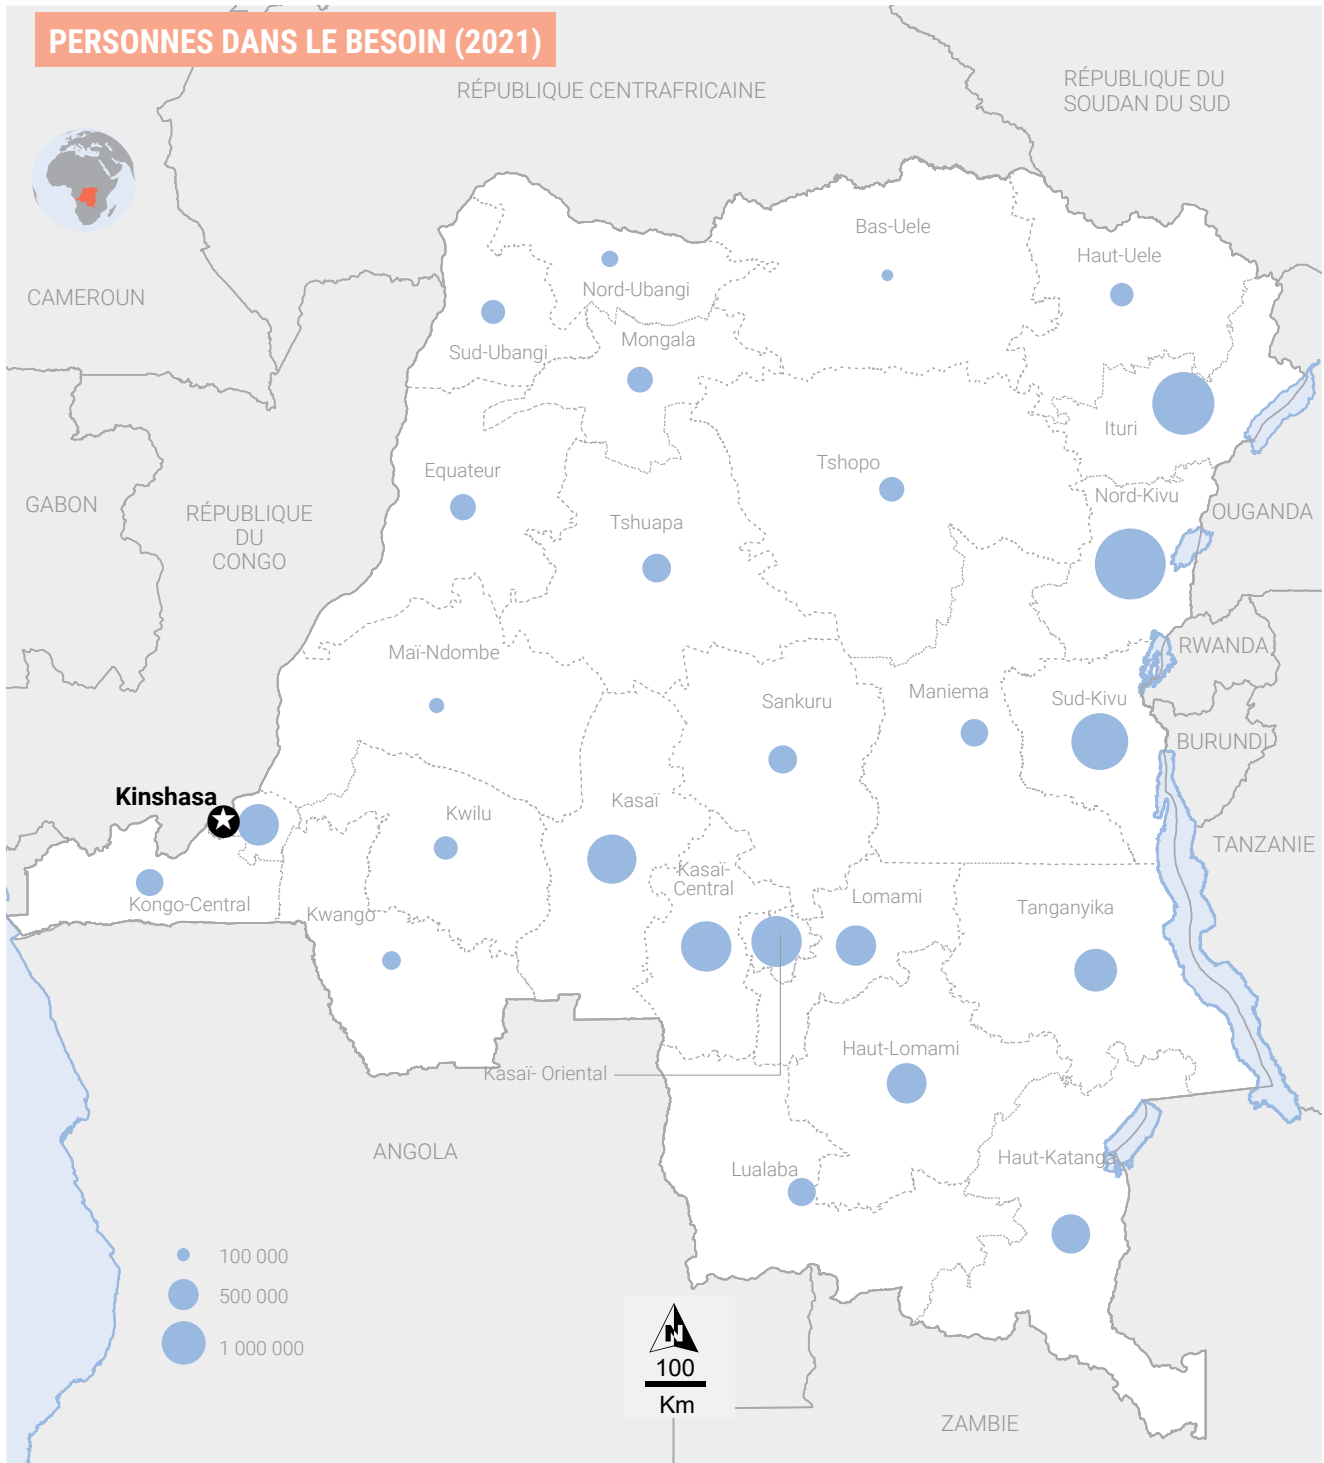 PERSONNES DANS LE BESOIN (2021)
RÉPUBLIQUE CENTRAFRICAINE
RÉPUBLIQUE DU
SOUDAN DU SUD
Bas-Uele
Haut-Uele
Nord-Ubangi
CAMEROUN
Sud-Ubangi
Mongala
Ituri
Equateur
Tshopo
Nord-Kivu
GABON
RÉPUBLIQUE
DU
CONGO
Tshuapa
OUGANDA
Maï-Ndombe
RWANDA
Sankuru
Maniema
Sud-Kivu
BURUNDI
Kinshasa
Kasaï
Kwilu
TANZANIE
Kasaï-
Central
Kongo-Central
Kwango
Lomami
Tanganyika
Haut-Lomami
Kasaï- Oriental
ANGOLA
Lualaba
Haut-Katanga
100 000
500 000
1 000 000
N
100
Km
ZAMBIE